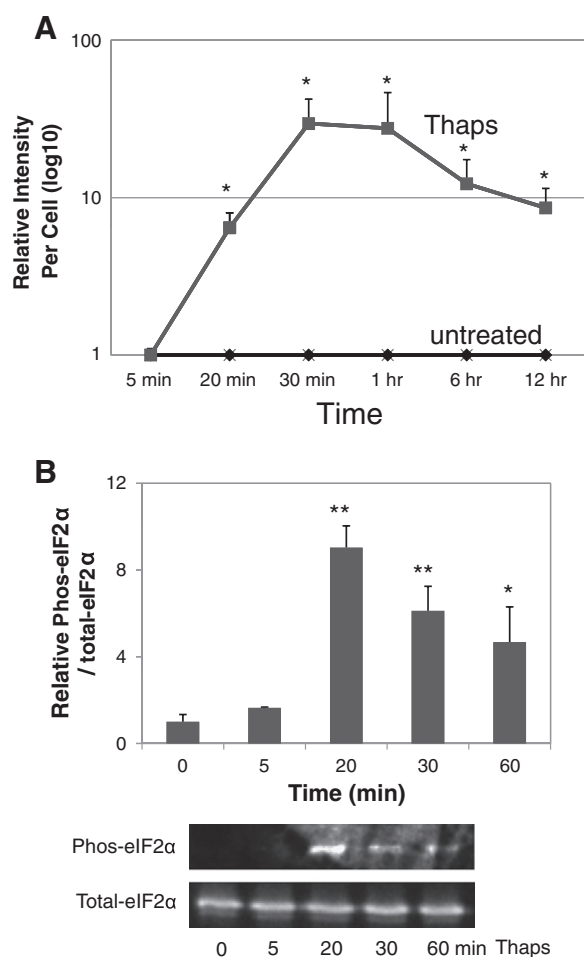 A
100
10
1
Relative Intensity
Per Cell (log10)
*
*
*
*
*
Thaps
untreated
5 min 20 min 30 min 1 hr 6 hr 12 hr
Time
B
12
8
4
0
Relative Phos-eIF2α
/ total-eIF2α
**
**
*
0 5 20 30 60
Time (min)
Phos-eIF2α
Total-eIF2α
0 5 20 30 60 min Thaps